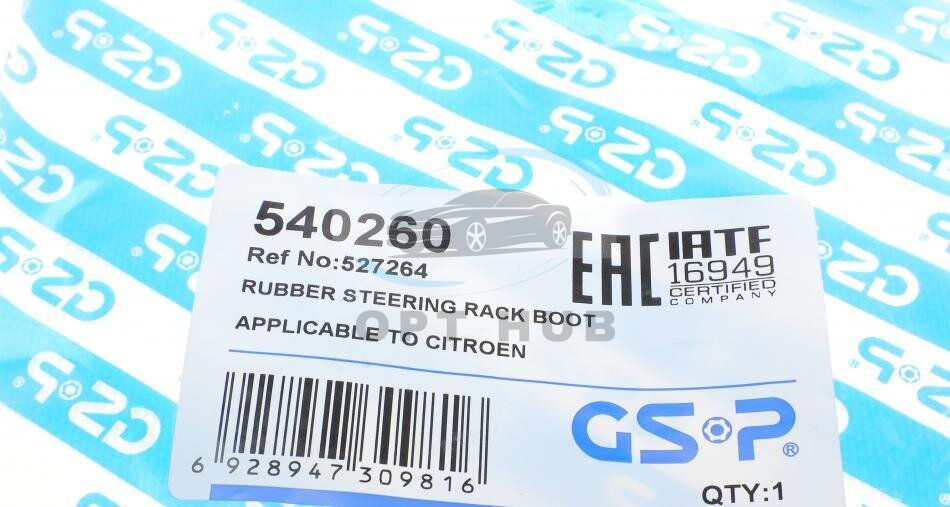 540260
Ref No:527264
RUBBER STEERING RACK BOOT
APPLICABLE TO CITROEN
EAC
IATF
16949
CERTIFIED
COMPANY
OPT HUB
GSP®
6 928947 309816
QTY:1